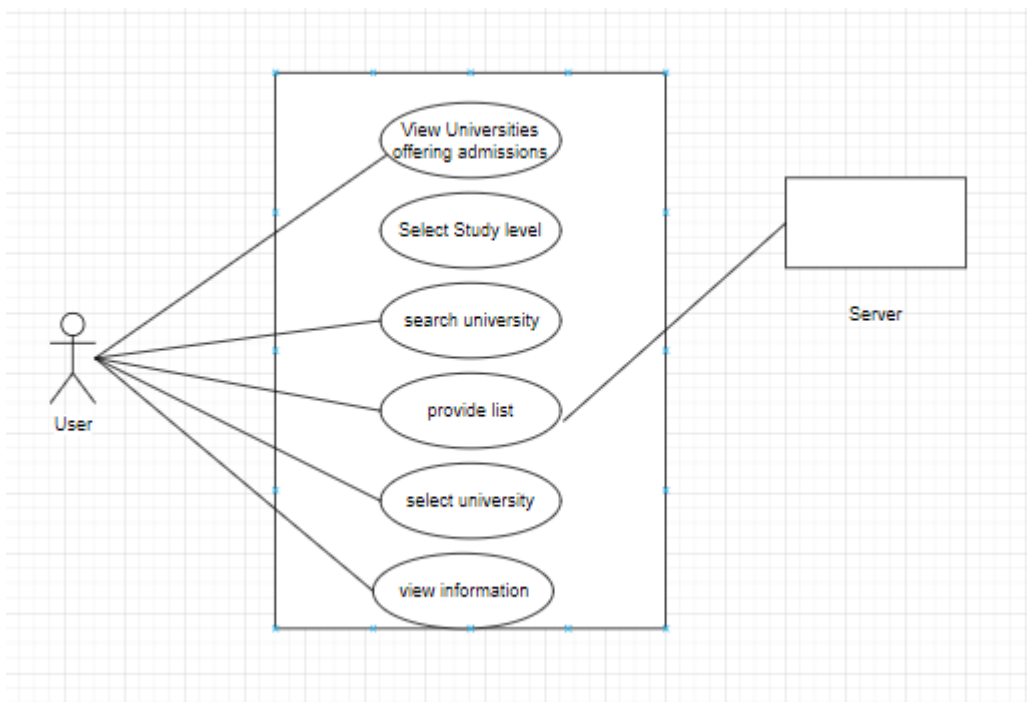 View Universities
offering admissions
Select Study level
search university
provide list
select university
view information
User
Server